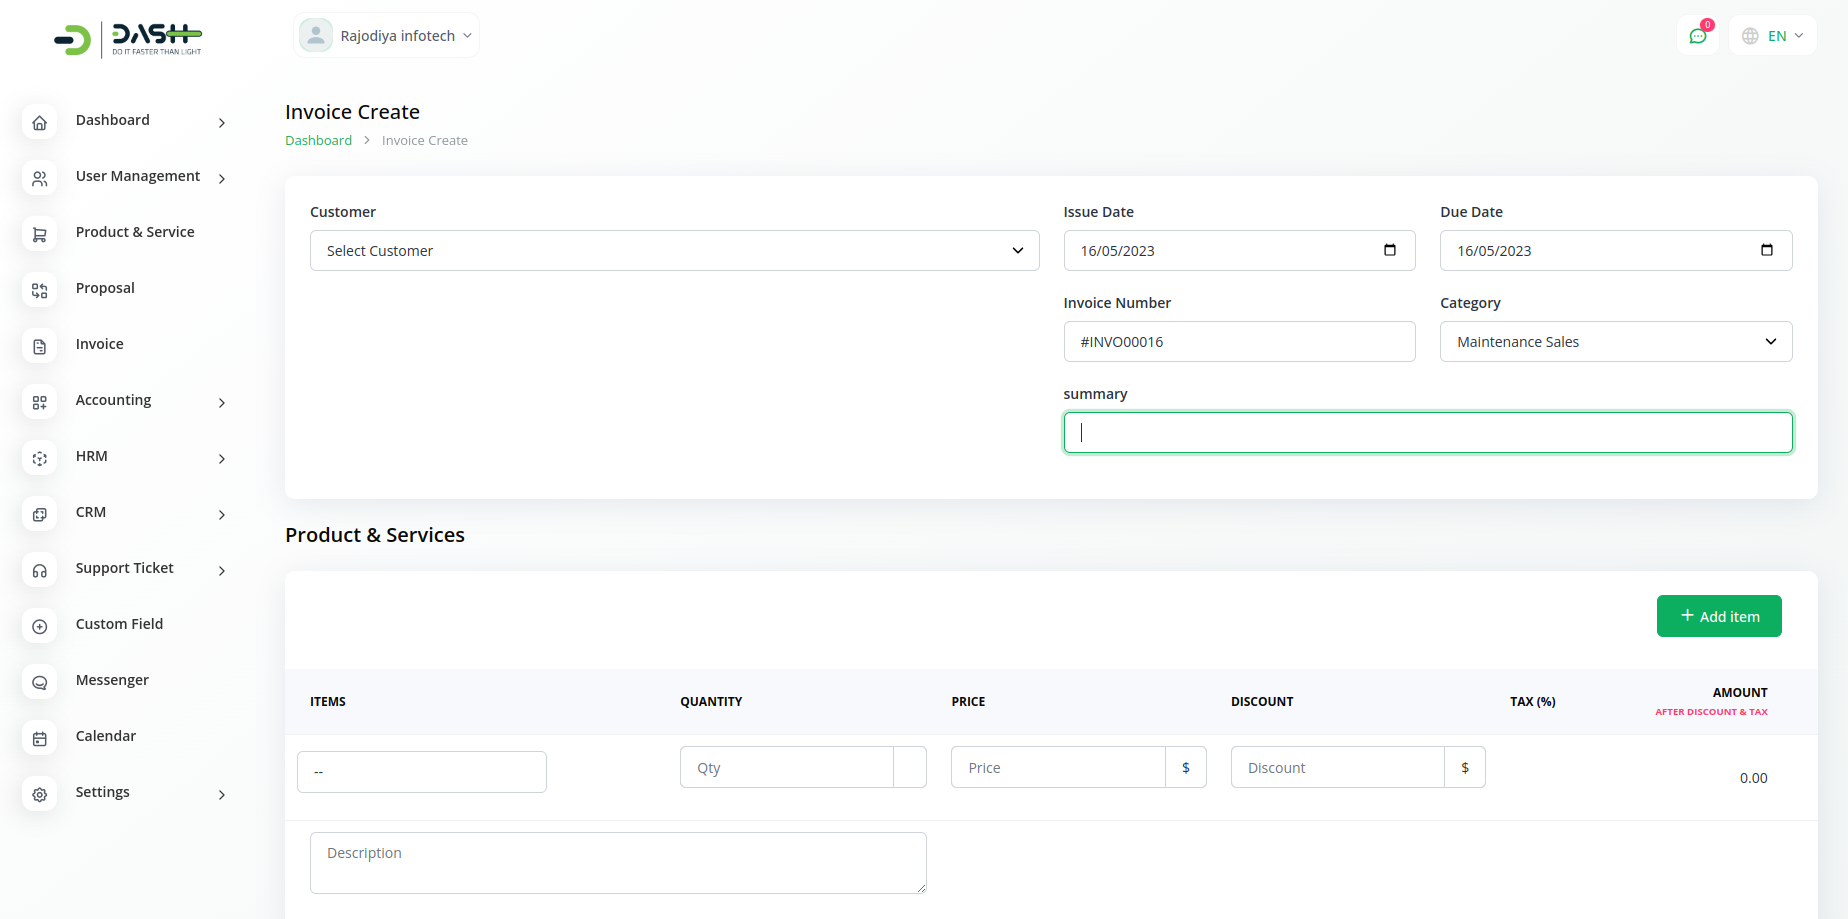 DASH
DO IT FASTER THAN LIGHT
Rajodiya infotech
0
EN
Dashboard
User Management
Product & Service
Proposal
Invoice
Accounting
HRM
CRM
Support Ticket
Custom Field
Messenger
Calendar
Settings
Invoice Create
Dashboard > Invoice Create
Customer
Select Customer
Issue Date
16/05/2023
Due Date
16/05/2023
Invoice Number
#INVO00016
Category
Maintenance Sales
summary
Product & Services
+ Add item
ITEMS QUANTITY PRICE DISCOUNT TAX (%) AMOUNT
AFTER DISCOUNT & TAX
-- Qty Price $ Discount $ 0.00
Description